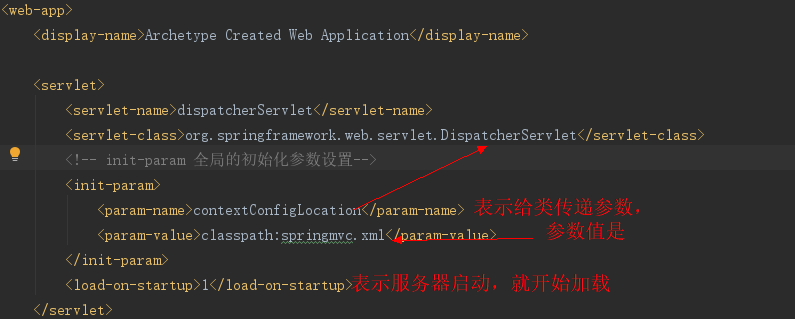 <web-app>
<display-name>Archetype Created Web Application</display-name>
<servlet>
<servlet-name>dispatcherServlet</servlet-name>
<servlet-class>org.springframework.web.servlet.DispatcherServlet</servlet-class>
<!-- init-param 全局的初始化参数设置-->
<init-param>
<param-name>contextConfigLocation</param-name> 表示给类传递参数，
<param-value>classpath:springmvc.xml</param-value> 参数值是
</init-param>
<load-on-startup>1</load-on-startup>表示服务器启动，就开始加载
</servlet>